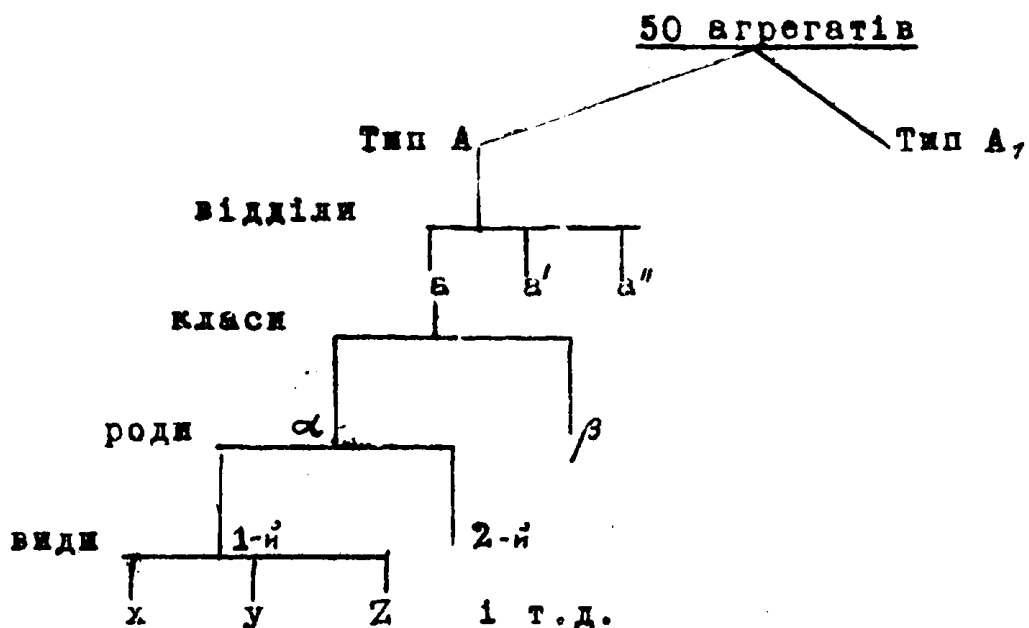 50 агрегатів
Тип А Тип А₁
відділи
а а′ а″
класи
роди α β
види 1-й 2-й
x y Z і т.д.